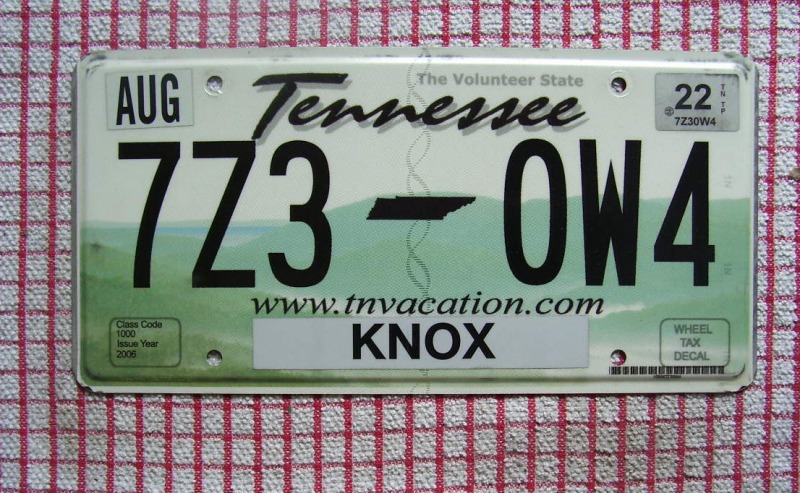 The Volunteer State
AUG
Tennessee
22
TN TP
7Z30W4
7Z3 0W4
www.tnvacation.com
Class Code
1000
Issue Year
2006
KNOX
WHEEL
TAX
DECAL